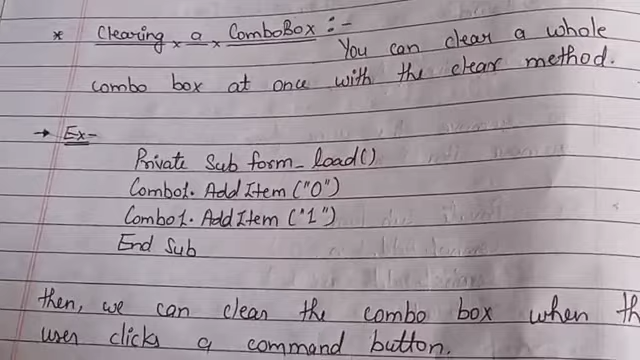 * Clearing a ComboBox :- You can clear a whole
combo box at once with the clear method.
→ Ex-
Private Sub form_load()
Combo1. AddItem ("0")
Combo1. AddItem ("1")
End Sub
then, we can clear the combo box when th
user clicks a command button.